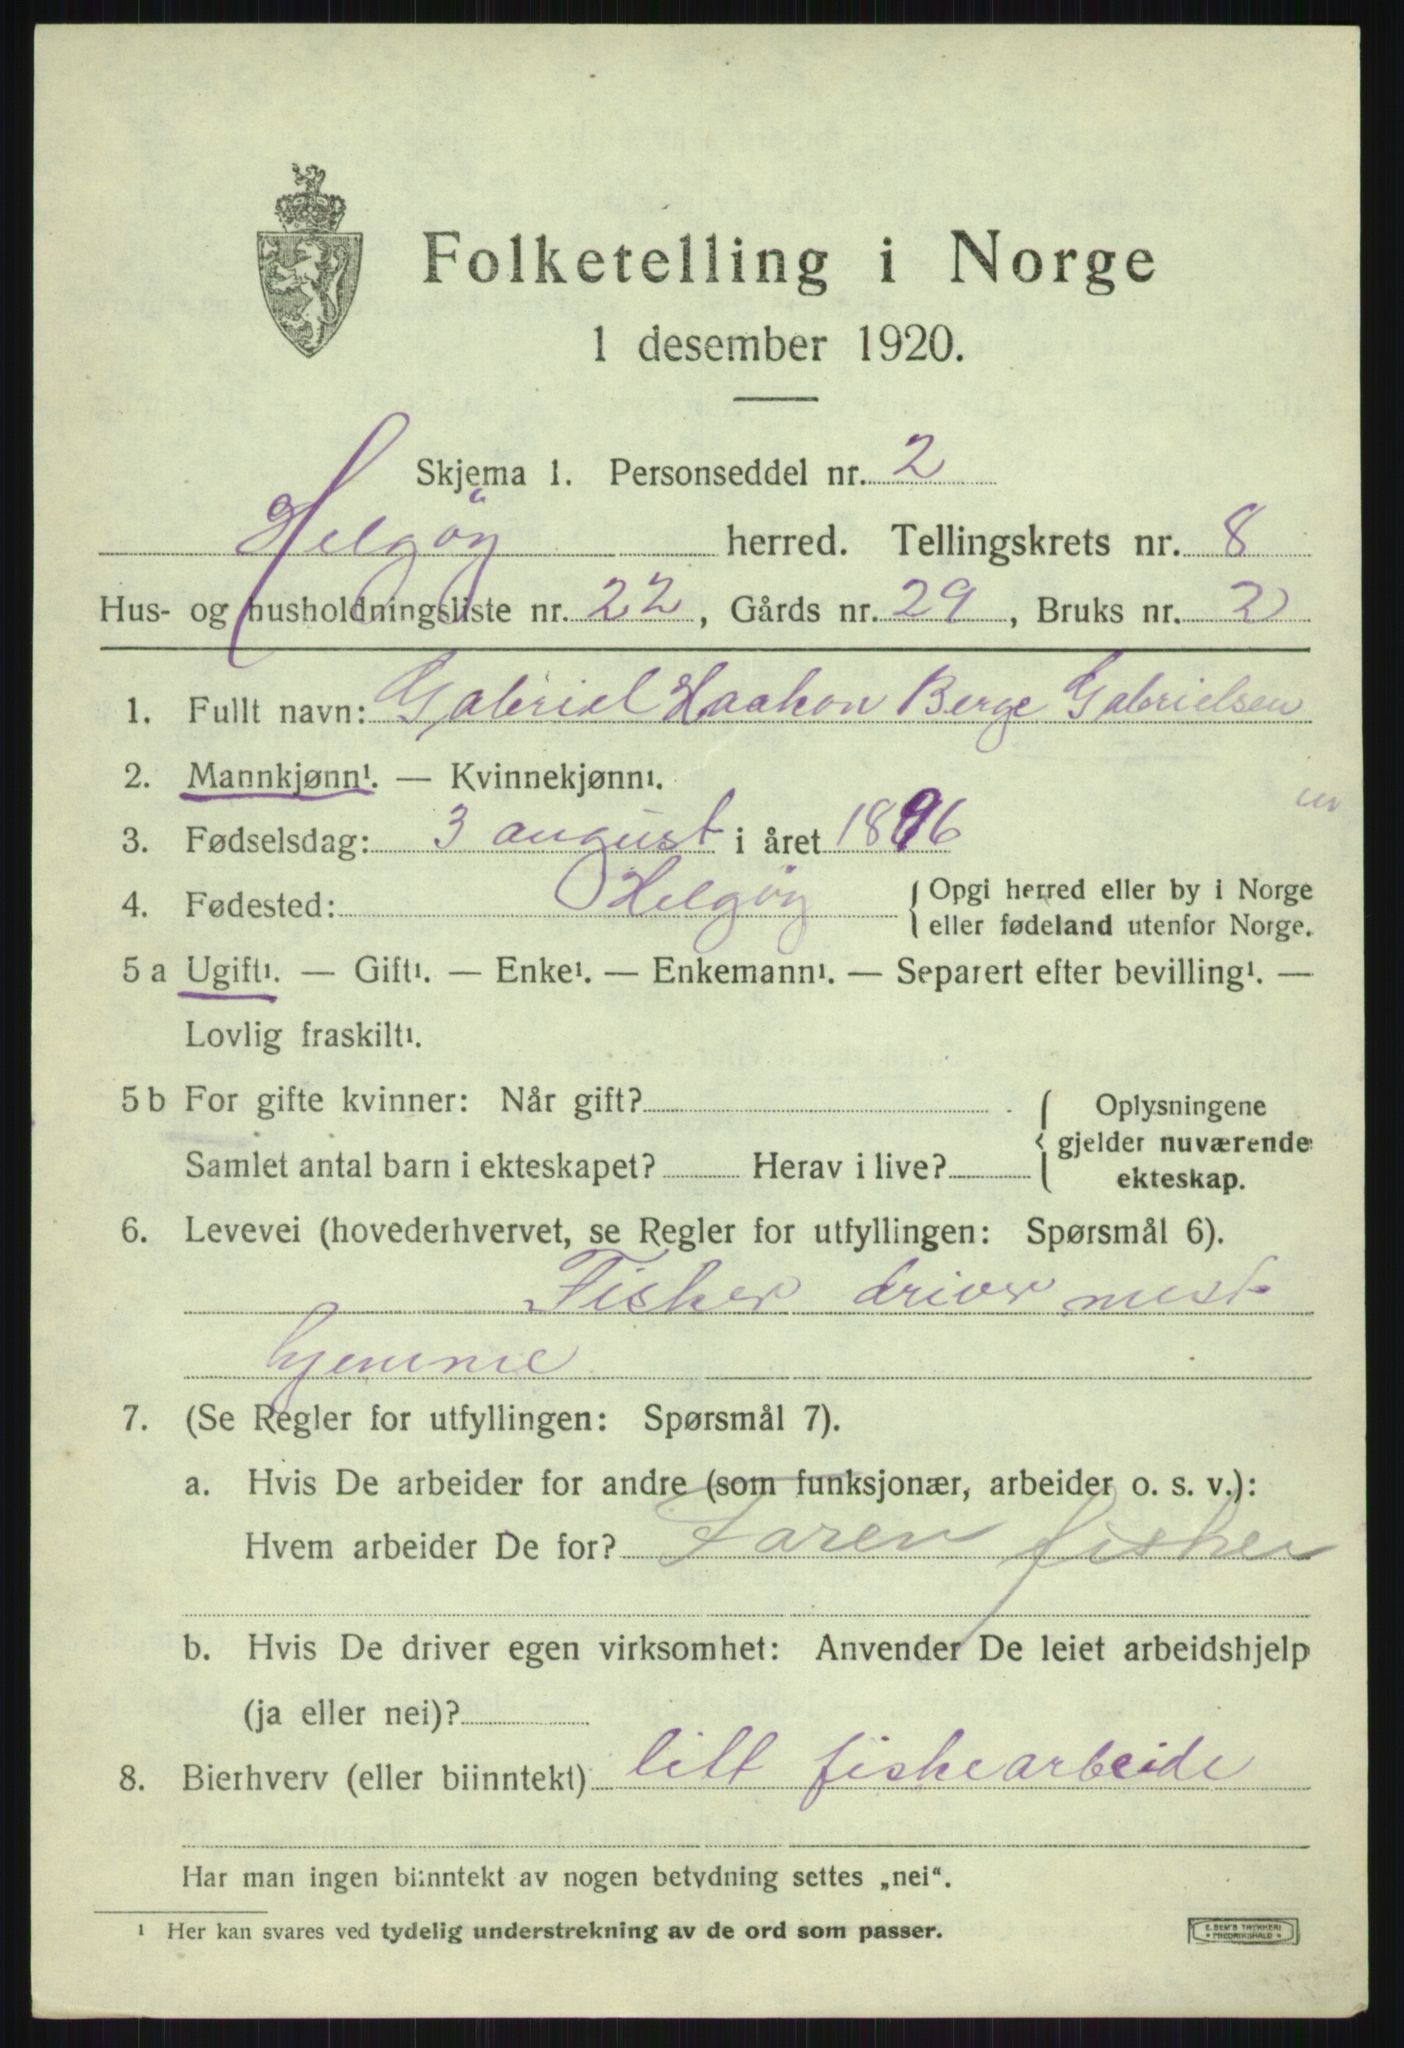 Folketelling i Norge
1 desember 1920.
Skjema 1. Personseddel nr. 2
Helgöy herred. Tellingskrets nr. 8
Hus- og husholdningsliste nr. 22, Gårds nr. 29, Bruks nr. 2
1. Fullt navn: Gabriel Haakon Berge Gabrielsen
2. Mannkjønn¹. — Kvinnekjønn¹.
3. Fødselsdag: 3 august i året 1896
4. Fødested: Helgöy { Opgi herred eller by i Norge
eller fødeland utenfor Norge.
5 a Ugift¹. — Gift¹. — Enke¹. — Enkemann¹. — Separert efter bevilling¹. —
Lovlig fraskilt¹.
5 b For gifte kvinner: Når gift? { Oplysningene
gjelder nuværende
Samlet antal barn i ekteskapet? Herav i live? ekteskap.
6. Levevei (hovederhvervet, se Regler for utfyllingen: Spørsmål 6).
Fisker driver mest
hjemme
7. (Se Regler for utfyllingen: Spørsmål 7).
a. Hvis De arbeider for andre (som funksjonær, arbeider o. s. v.):
Hvem arbeider De for? Faren fisker
b. Hvis De driver egen virksomhet: Anvender De leiet arbeidshjelp
(ja eller nei)?
8. Bierhverv (eller biinntekt) litt fiskearbeide
Har man ingen biinntekt av nogen betydning settes „nei“.
¹ Her kan svares ved tydelig understrekning av de ord som passer.
E. SEM'S TRYKKERI
• FREDRIKSHALD •